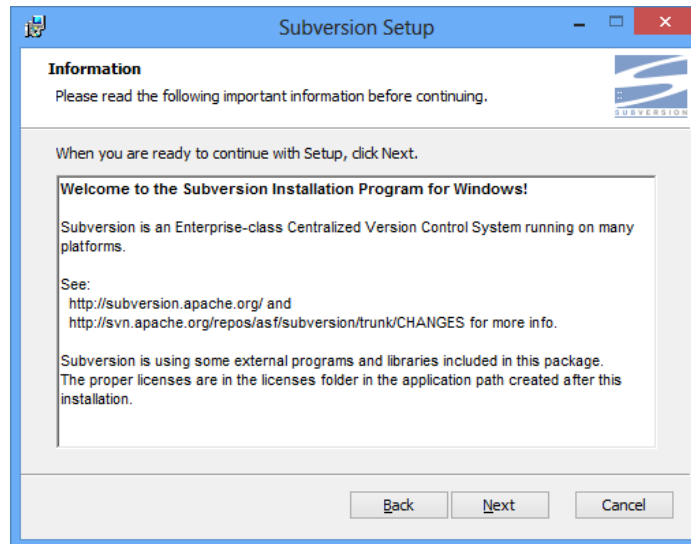 Subversion Setup
Information
Please read the following important information before continuing.
SUBVERSION
When you are ready to continue with Setup, click Next.
Welcome to the Subversion Installation Program for Windows!
Subversion is an Enterprise-class Centralized Version Control System running on many
platforms.
See:
http://subversion.apache.org/ and
http://svn.apache.org/repos/asf/subversion/trunk/CHANGES for more info.
Subversion is using some external programs and libraries included in this package.
The proper licenses are in the licenses folder in the application path created after this
installation.
Back Next Cancel